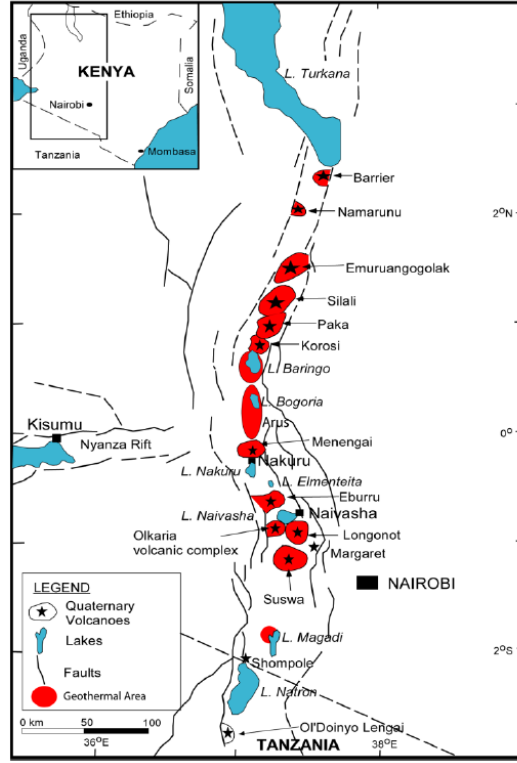 Ethiopia
Uganda
KENYA
Somalia
Nairobi
Tanzania
Mombasa
L. Turkana
Barrier
Namarunu
2°N
Emuruangogolak
Silali
Paka
Korosi
L. Baringo
L. Bogoria
Arus
Kisumu
0°
Nyanza Rift
Menengai
Nakuru
L. Nakuru
L. Elmenteita
Eburru
L. Naivasha
Naivasha
Olkaria
volcanic complex
Longonot
Margaret
NAIROBI
Suswa
LEGEND
Quaternary
Volcanoes
Lakes
Faults
Geothermal Area
0 km 50 100
L. Magadi
2°S
Shompole
L. Natron
Ol'Doinyo Lengai
TANZANIA
36°E
38°E